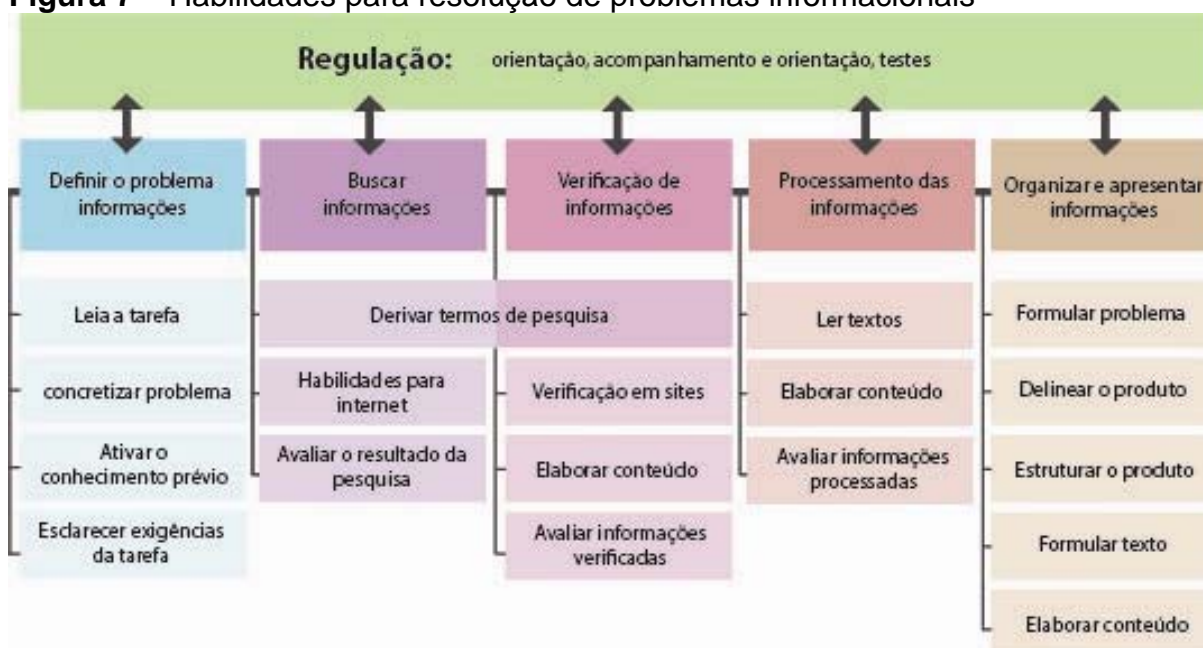 Figura 7 – Habilidades para resolução de problemas informacionais
Regulação: orientação, acompanhamento e orientação, testes
Definir o problema
informações
Buscar
informações
Verificação de
informações
Processamento das
informações
Organizar e apresentar
informações
Leia a tarefa
concretizar problema
Ativar o
conhecimento prévio
Esclarecer exigências
da tarefa
Derivar termos de pesquisa
Habilidades para
internet
Avaliar o resultado da
pesquisa
Verificação em sites
Elaborar conteúdo
Avaliar informações
verificadas
Ler textos
Elaborar conteúdo
Avaliar informações
processadas
Formular problema
Delinear o produto
Estruturar o produto
Formular texto
Elaborar conteúdo